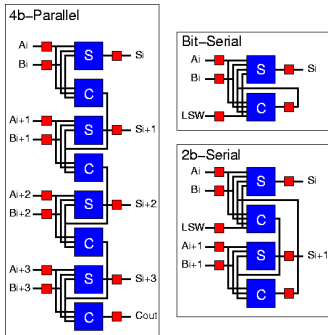 4b-Parallel
Ai
Bi
S
Si
C
Ai+1
Bi+1
S
Si+1
C
Ai+2
Bi+2
S
Si+2
C
Ai+3
Bi+3
S
Si+3
C
Cout
Bit-Serial
Ai
Bi
S
Si
C
LSW
2b-Serial
Ai
Bi
S
Si
LSW
C
Ai+1
Bi+1
S
Si+1
C